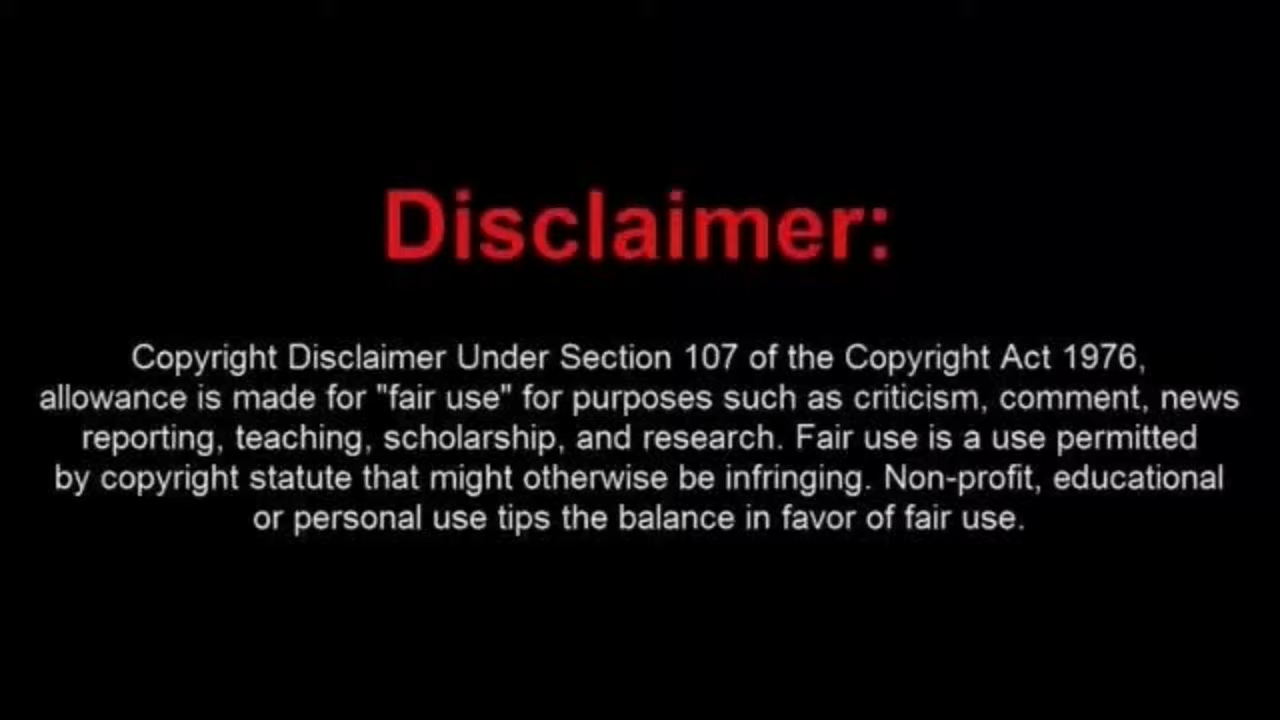 Disclaimer:
Copyright Disclaimer Under Section 107 of the Copyright Act 1976,
allowance is made for "fair use" for purposes such as criticism, comment, news
reporting, teaching, scholarship, and research. Fair use is a use permitted
by copyright statute that might otherwise be infringing. Non-profit, educational
or personal use tips the balance in favor of fair use.